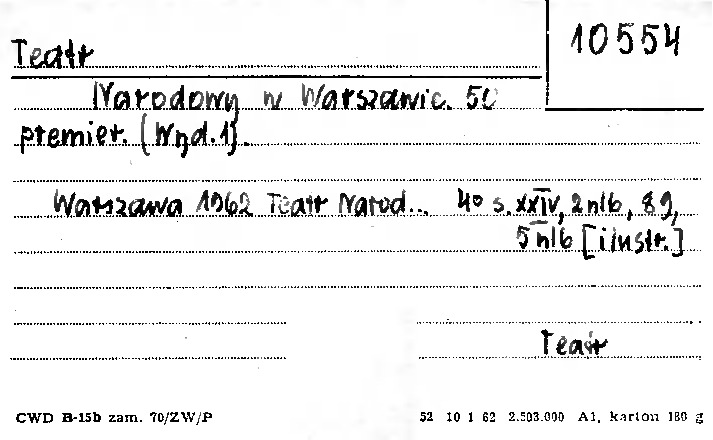 10554
Teatr
Narodowy w Warszawie. 50
premier. [Wyd.1].
Warszawa 1962 Teatr Narod... 4° s. XXIV, 2 nlb, 89,
5 nlb [ilustr.]
Teatr
CWD B-15b zam. 70/ZW/P
52 10 1 62 2.503.000 A1, karton 180 g